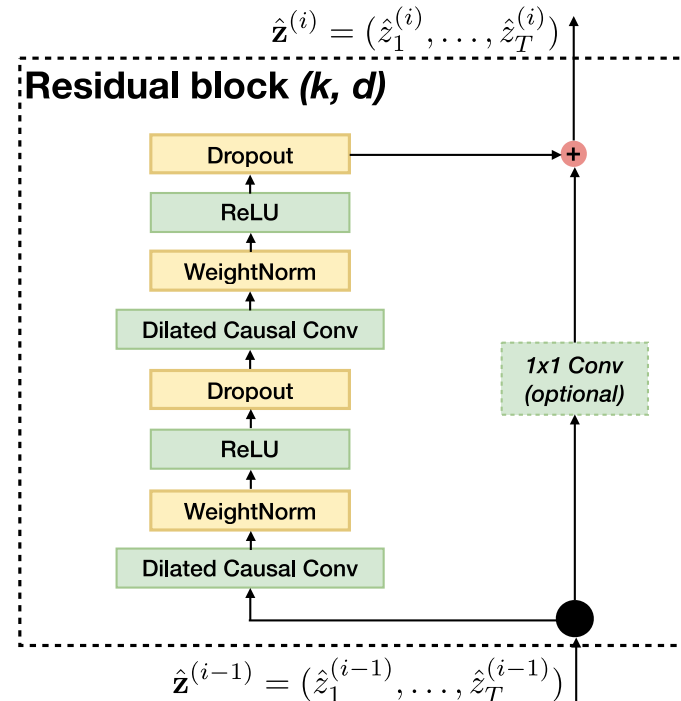 ẑ^(i) = (ẑ_1^(i), . . . , ẑ_T^(i))
Residual block (k, d)
Dropout
+
ReLU
WeightNorm
Dilated Causal Conv
1x1 Conv
(optional)
Dropout
ReLU
WeightNorm
Dilated Causal Conv
ẑ^(i−1) = (ẑ_1^(i−1), . . . , ẑ_T^(i−1))